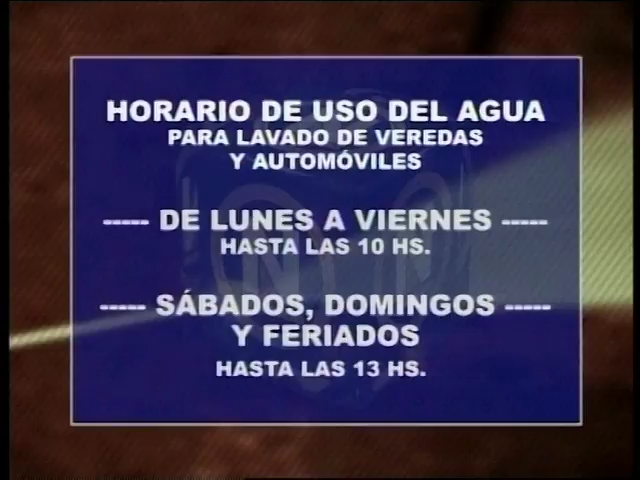 HORARIO DE USO DEL AGUA
PARA LAVADO DE VEREDAS
Y AUTOMÓVILES
----- DE LUNES A VIERNES -----
HASTA LAS 10 HS.
----- SÁBADOS, DOMINGOS -----
Y FERIADOS
HASTA LAS 13 HS.